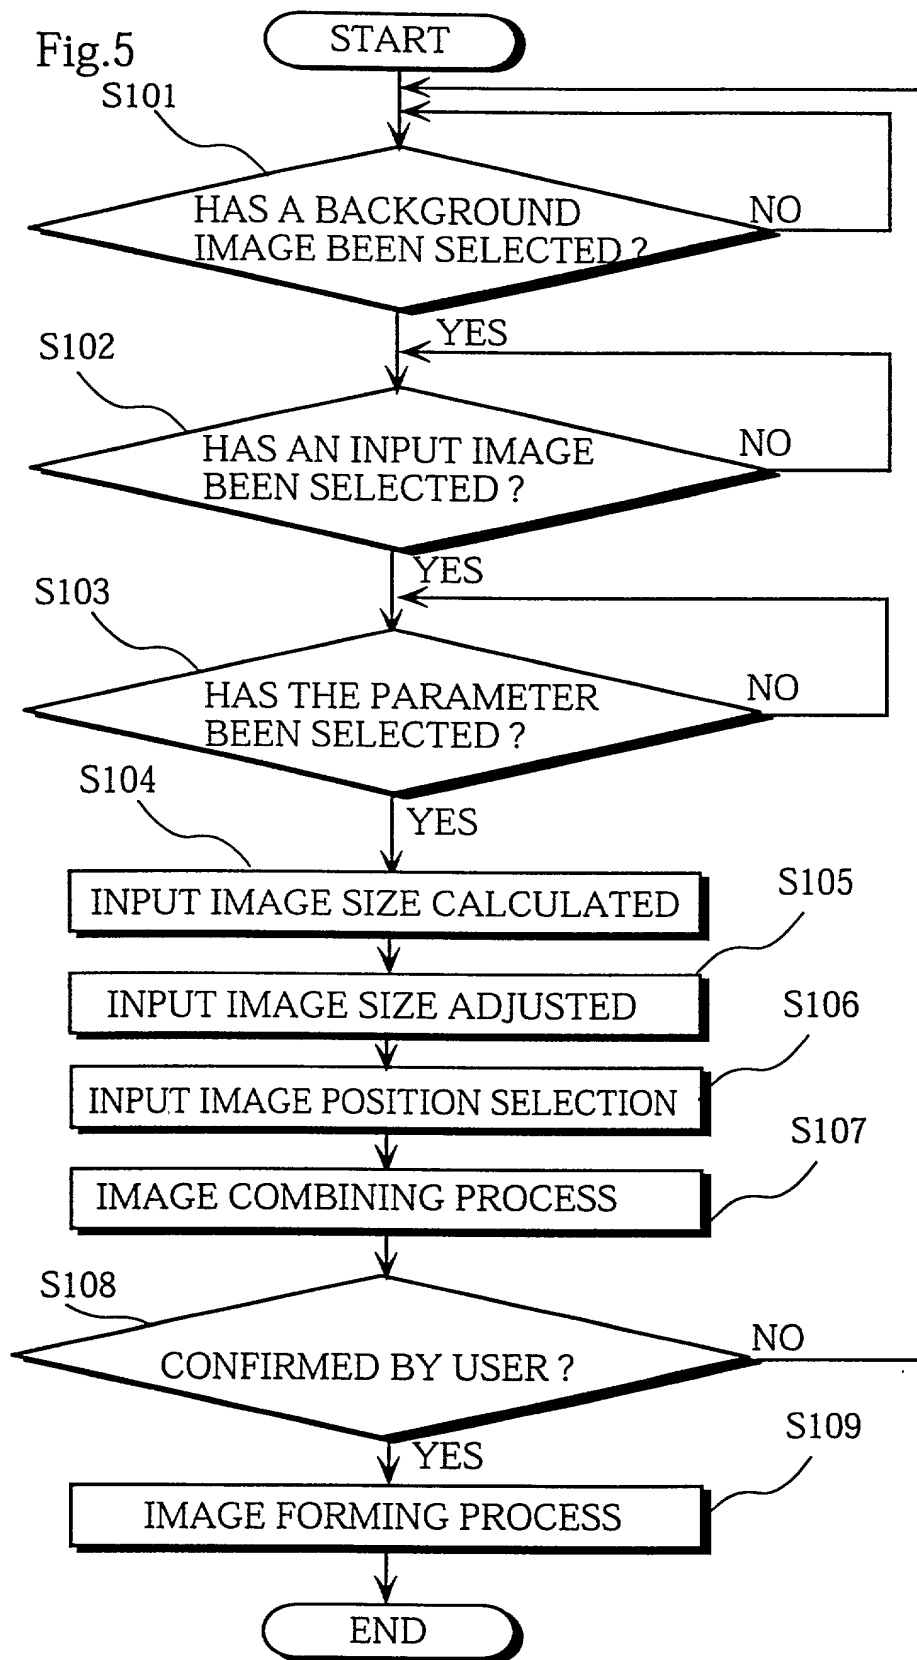 Fig.5
START
S101
HAS A BACKGROUND
IMAGE BEEN SELECTED ?
NO
YES
S102
HAS AN INPUT IMAGE
BEEN SELECTED ?
NO
YES
S103
HAS THE PARAMETER
BEEN SELECTED ?
NO
YES
S104
INPUT IMAGE SIZE CALCULATED
S105
INPUT IMAGE SIZE ADJUSTED
S106
INPUT IMAGE POSITION SELECTION
S107
IMAGE COMBINING PROCESS
S108
CONFIRMED BY USER ?
NO
YES
S109
IMAGE FORMING PROCESS
END